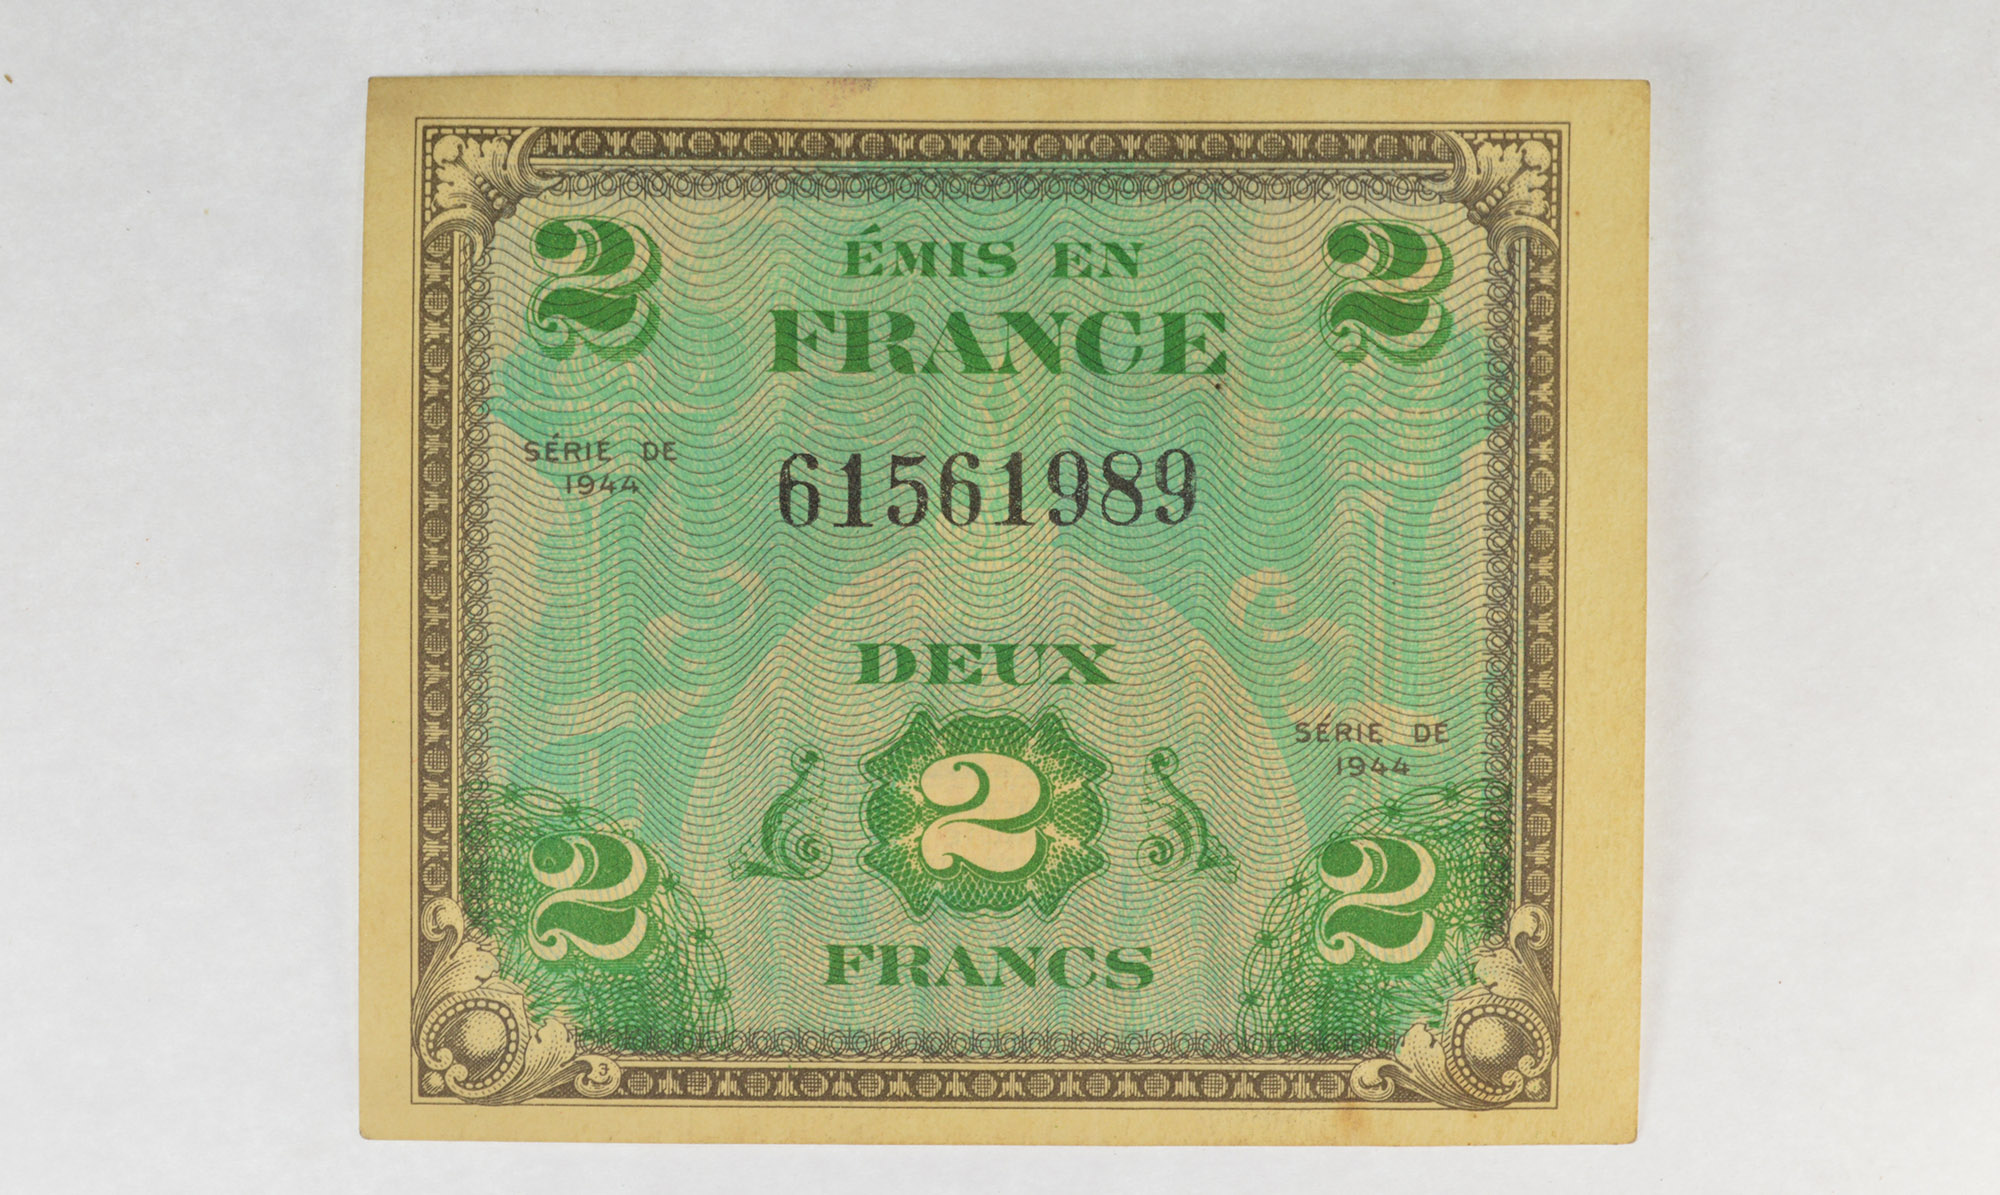 2 2
ÉMIS EN
FRANCE
SÉRIE DE
1944
61561989
DEUX
SÉRIE DE
1944
2
2 2
FRANCS